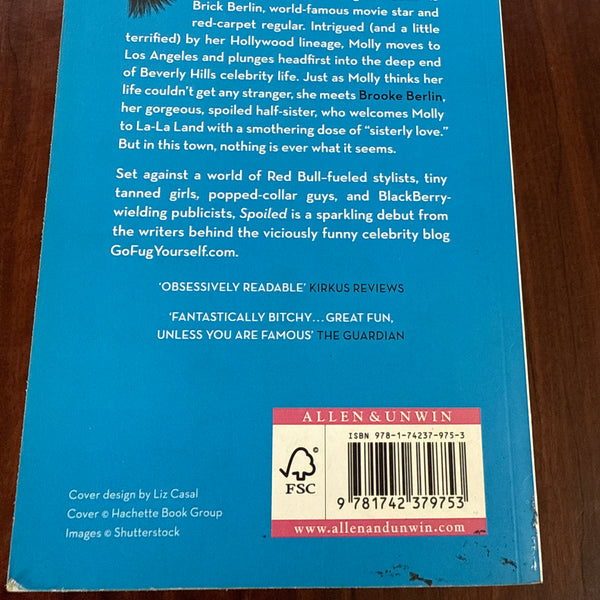 Brick Berlin, world-famous movie star and
red-carpet regular. Intrigued (and a little
terrified) by her Hollywood lineage, Molly moves to
Los Angeles and plunges headfirst into the deep end
of Beverly Hills celebrity life. Just as Molly thinks her
life couldn't get any stranger, she meets Brooke Berlin,
her gorgeous, spoiled half-sister, who welcomes Molly
to La-La Land with a smothering dose of "sisterly love."
But in this town, nothing is ever what it seems.
Set against a world of Red Bull–fueled stylists, tiny
tanned girls, popped-collar guys, and BlackBerry-
wielding publicists, Spoiled is a sparkling debut from
the writers behind the viciously funny celebrity blog
GoFugYourself.com.
'OBSESSIVELY READABLE' KIRKUS REVIEWS
'FANTASTICALLY BITCHY...GREAT FUN,
UNLESS YOU ARE FAMOUS' THE GUARDIAN
ALLEN & UNWIN
ISBN 978-1-74237-975-3
FSC
9 781742 379753
www.allenandunwin.com
Cover design by Liz Casal
Cover © Hachette Book Group
Images © Shutterstock